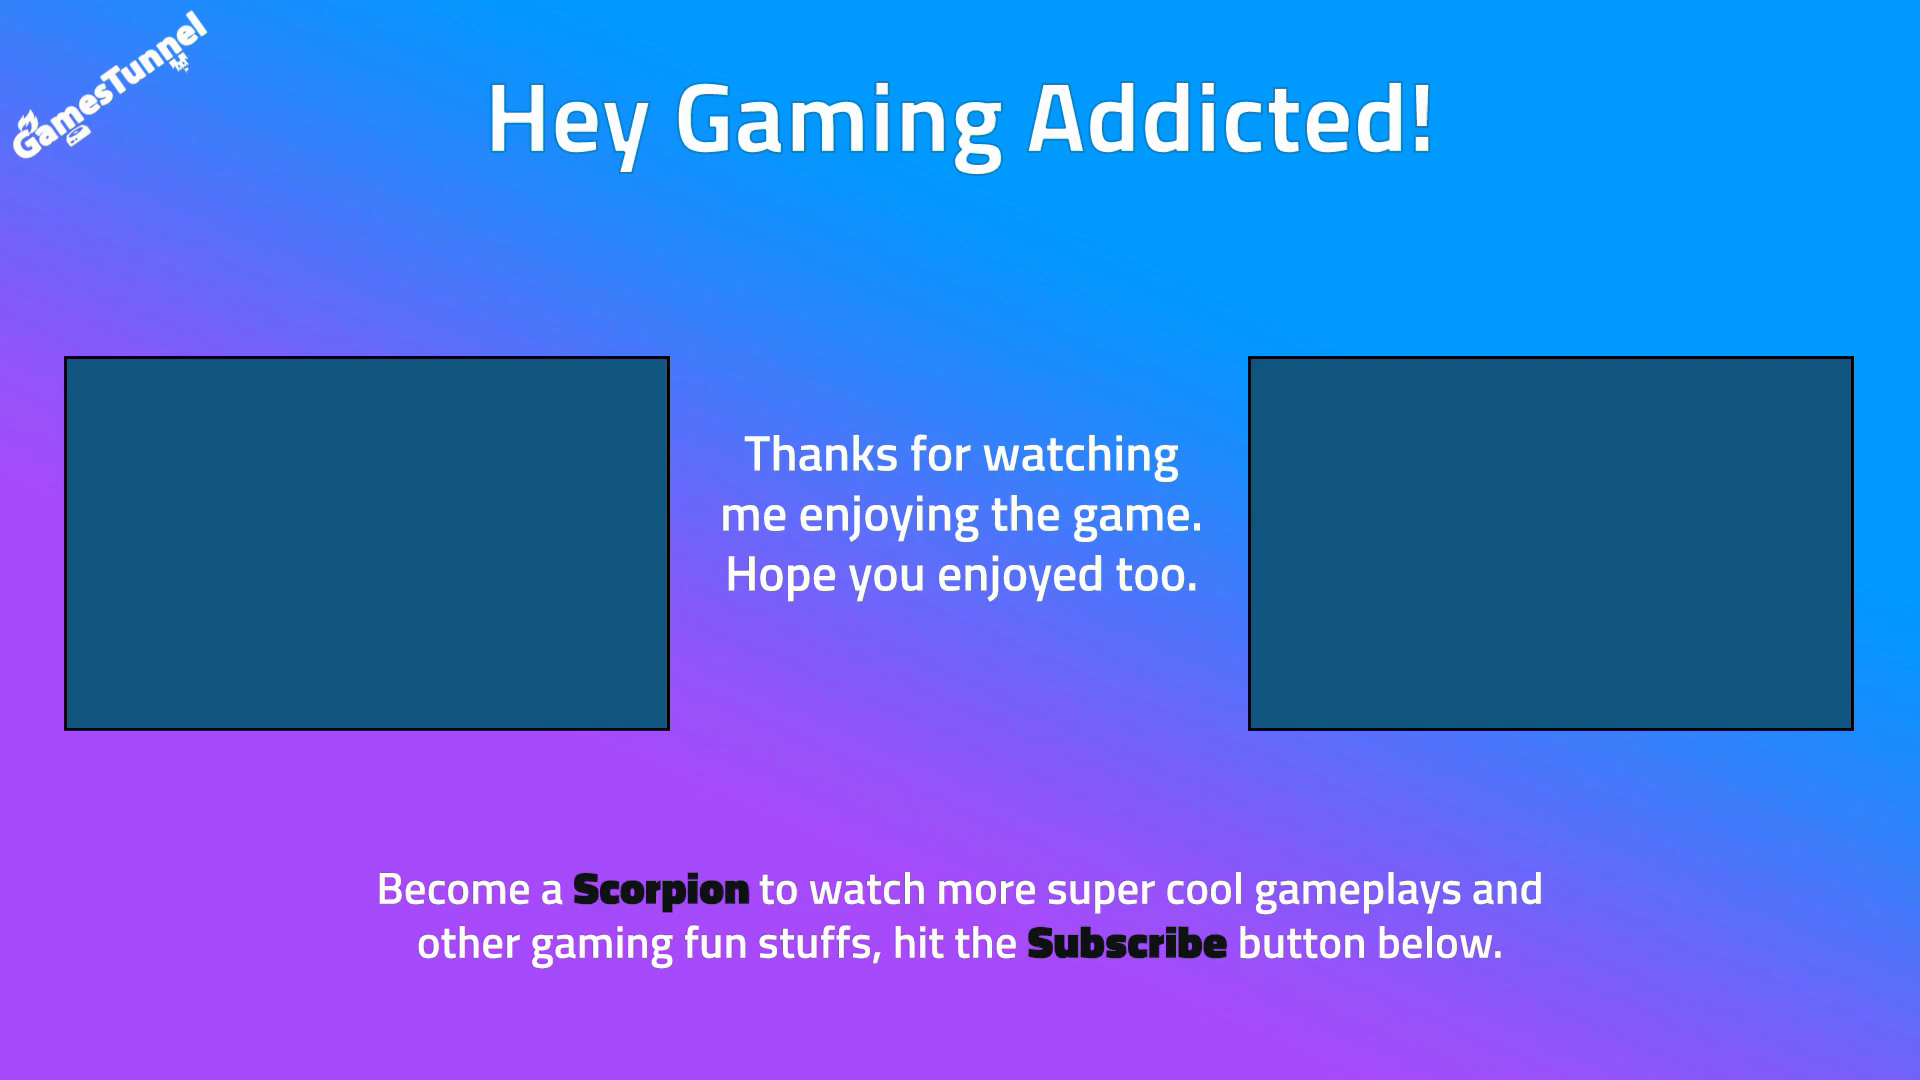 GamesTunnel
Hey Gaming Addicted!
Thanks for watching
me enjoying the game.
Hope you enjoyed too.
Become a Scorpion to watch more super cool gameplays and
other gaming fun stuffs, hit the Subscribe button below.